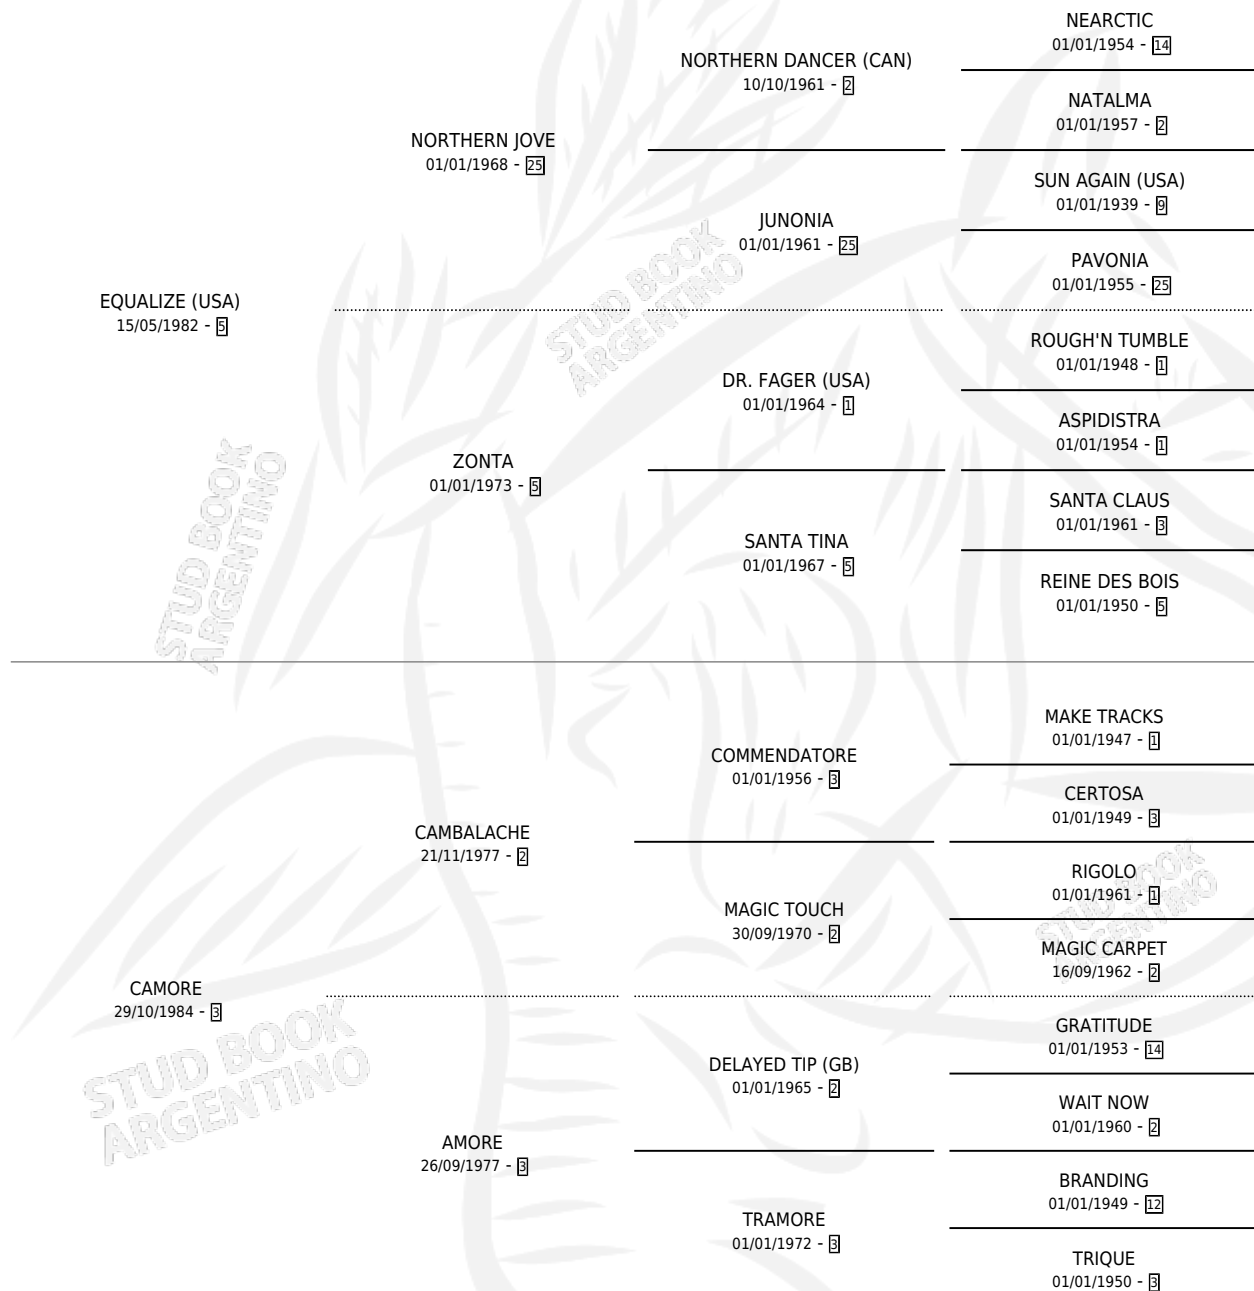 NEARCTIC
01/01/1954 - 14
NORTHERN DANCER (CAN)
10/10/1961 - 2
NATALMA
01/01/1957 - 2
NORTHERN JOVE
01/01/1968 - 25
SUN AGAIN (USA)
01/01/1939 - 9
JUNONIA
01/01/1961 - 25
PAVONIA
01/01/1955 - 25
EQUALIZE (USA)
15/05/1982 - 5
STUD BOOK
ARGENTINO
ROUGH'N TUMBLE
01/01/1948 - 1
DR. FAGER (USA)
01/01/1964 - 1
ASPIDISTRA
01/01/1954 - 1
ZONTA
01/01/1973 - 5
SANTA CLAUS
01/01/1961 - 3
SANTA TINA
01/01/1967 - 5
REINE DES BOIS
01/01/1950 - 5
STUD BOOK
ARGENTINO
MAKE TRACKS
01/01/1947 - 1
COMMENDATORE
01/01/1956 - 3
CERTOSA
01/01/1949 - 3
CAMBALACHE
21/11/1977 - 2
RIGOLO
01/01/1961 - 1
MAGIC TOUCH
30/09/1970 - 2
STUD BOOK
ARGENTINO
MAGIC CARPET
16/09/1962 - 2
CAMORE
29/10/1984 - 3
GRATITUDE
01/01/1953 - 14
DELAYED TIP (GB)
01/01/1965 - 2
STUD BOOK
ARGENTINO
WAIT NOW
01/01/1960 - 2
AMORE
26/09/1977 - 3
BRANDING
01/01/1949 - 12
TRAMORE
01/01/1972 - 3
TRIQUE
01/01/1950 - 3